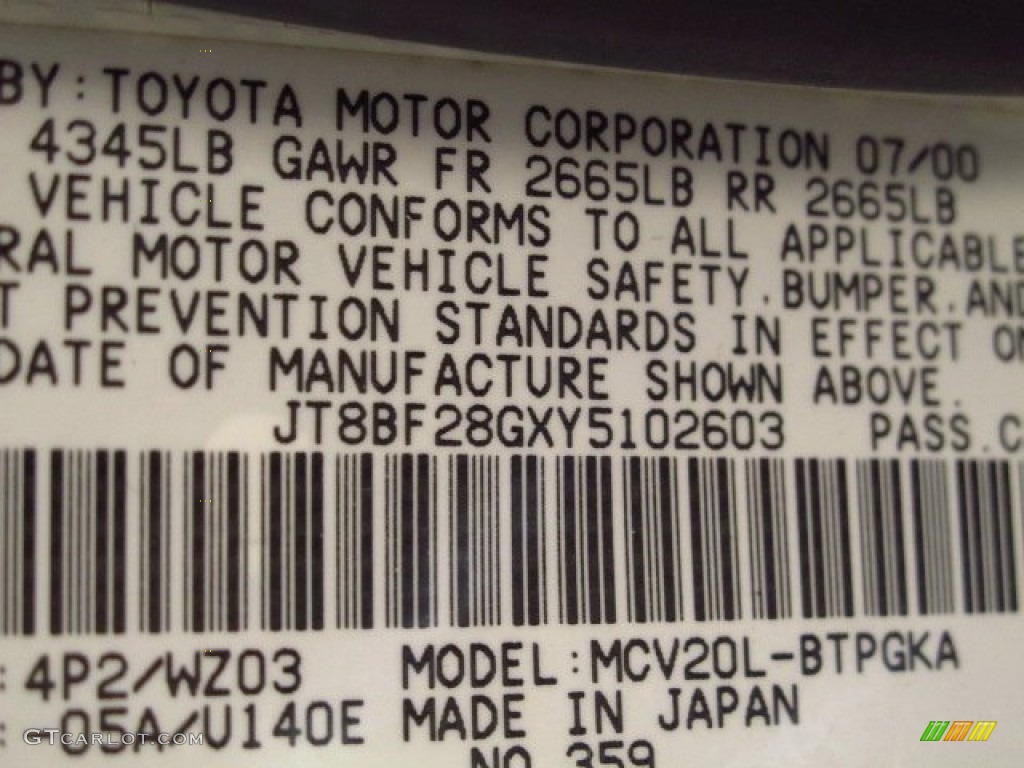 BY:TOYOTA MOTOR CORPORATION 07/00
4345LB GAWR FR 2665LB RR 2665LB
VEHICLE CONFORMS TO ALL APPLICABLE
RAL MOTOR VEHICLE SAFETY.BUMPER.AND
T PREVENTION STANDARDS IN EFFECT ON
DATE OF MANUFACTURE SHOWN ABOVE.
JT8BF28GXY5102603 PASS.C
: 4P2/WZ03 MODEL:MCV20L-BTPGKA
: 05A/U140E MADE IN JAPAN
NO.359
GTCARLOT.COM